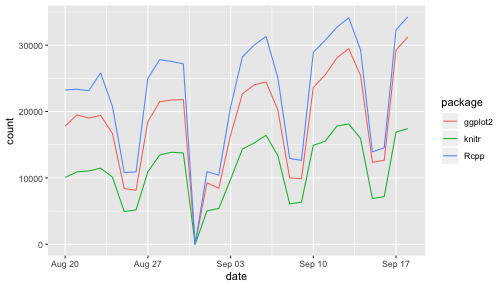 30000
20000
10000
0
count
Aug 20
Aug 27
Sep 03
Sep 10
Sep 17
date
package
ggplot2
knitr
Rcpp